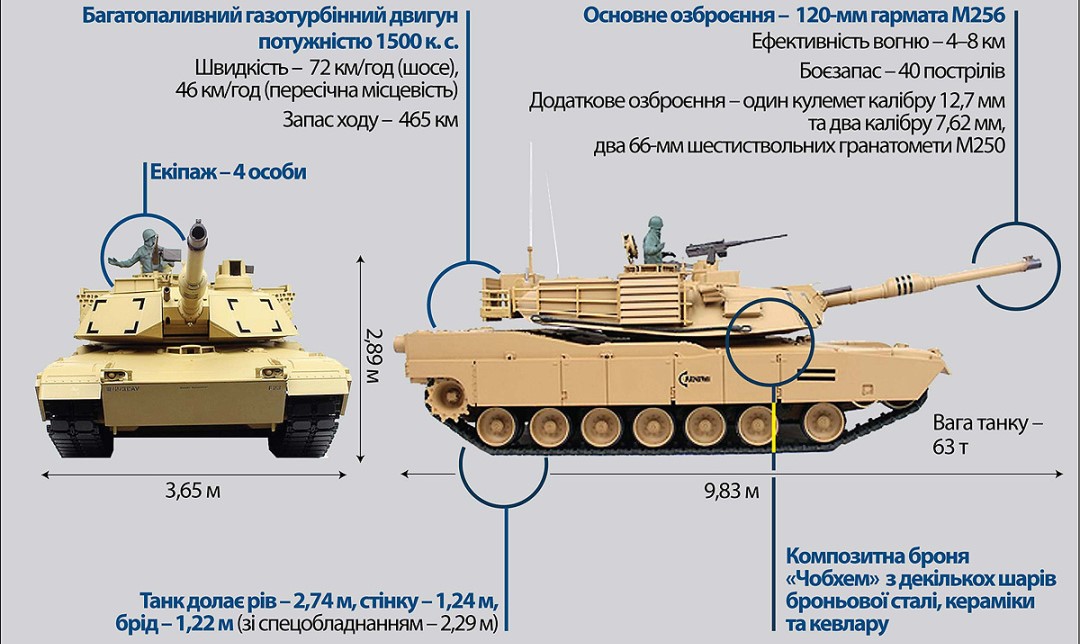 Багатопаливний газотурбінний двигун
потужністю 1500 к. с.
Швидкість – 72 км/год (шосе),
46 км/год (пересічна місцевість)
Запас ходу – 465 км
Основне озброєння – 120-мм гармата М256
Ефективність вогню – 4–8 км
Боєзапас – 40 пострілів
Додаткове озброєння – один кулемет калібру 12,7 мм
та два калібру 7,62 мм,
два 66-мм шестиствольних гранатомети М250
Екіпаж – 4 особи
2,89 м
Вага танку –
63 т
3,65 м
9,83 м
Композитна броня
«Чобхем» з декількох шарів
броньової сталі, кераміки
та кевлару
Танк долає рів – 2,74 м, стінку – 1,24 м,
брід – 1,22 м (зі спецобладнанням – 2,29 м)